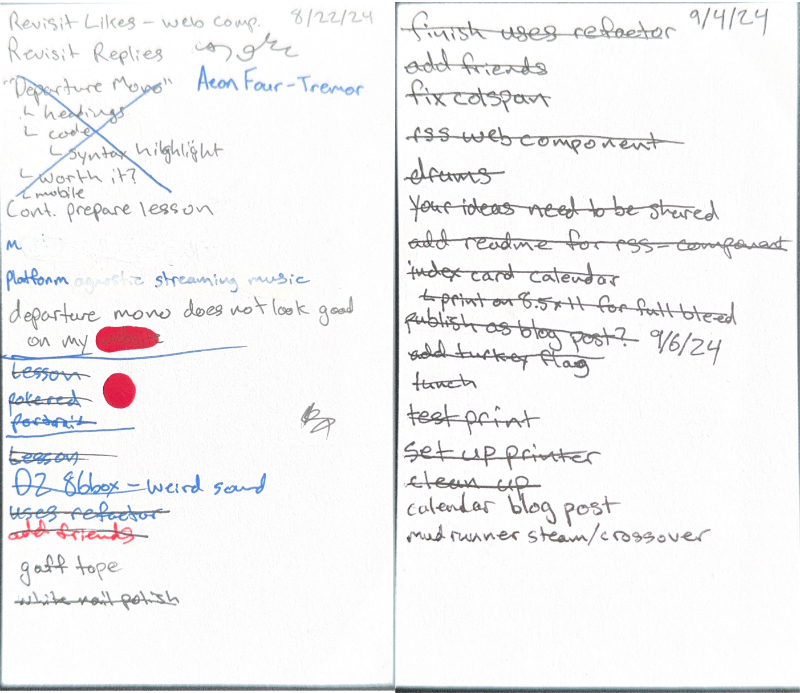 Revisit Likes - web comp. 8/22/24
Revisit Replies
"Departure Mono" Aeon Four-Tremor
↳ headings
↳ code
↳ syntax highlight
↳ worth it?
↳ mobile
Cont. prepare lesson
m
platform agnostic streaming music
departure mono does not look good
on my
Lesson
pokered
portrait
Lesson
OZ 86box - weird sound
uses refactor
add friends
gaff tape
white nail polish
9/4/24
finish uses refactor
add friends
fix colspan
rss web component
drums
Your ideas need to be shared
add readme for rss-component
index card calendar
↳ print on 8.5x11 for full bleed
publish as blog post? 9/6/24
add turkey flag
lunch
test print
set up printer
clean up
calendar blog post
mudrunner steam/crossover